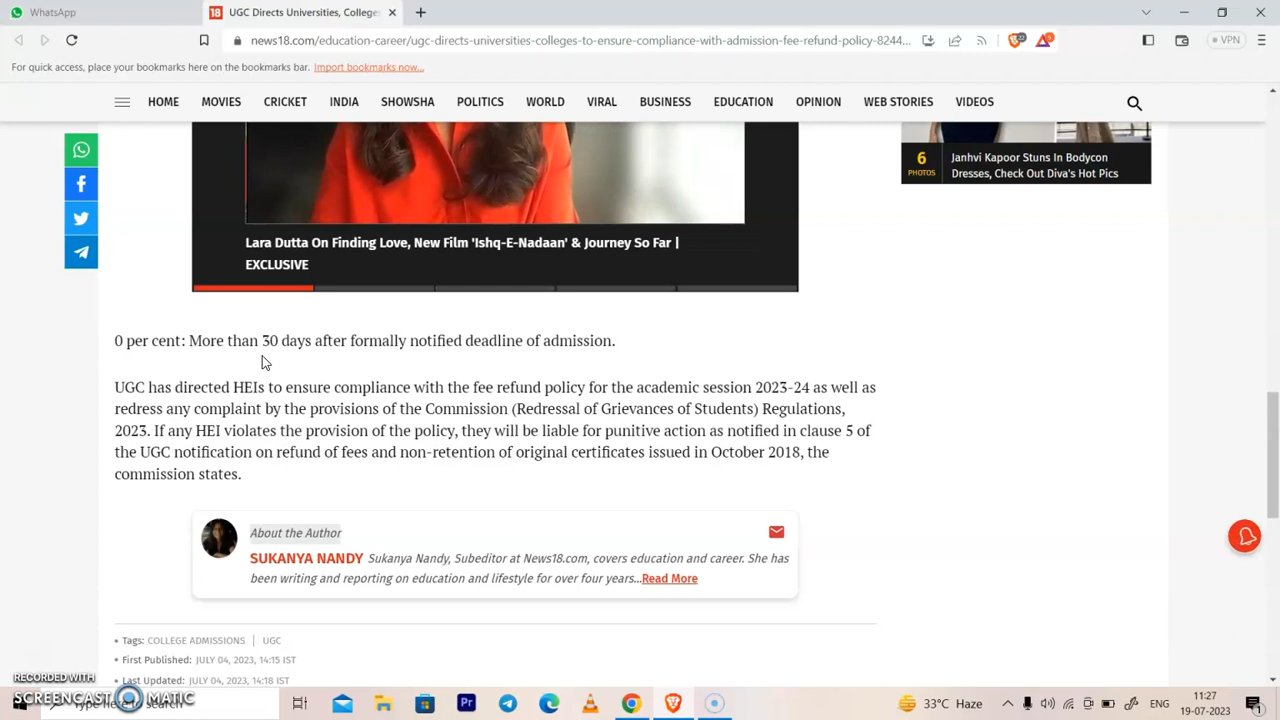 WhatsApp
18 UGC Directs Universities, College
news18.com/education-career/ugc-directs-universities-colleges-to-ensure-compliance-with-admission-fee-refund-policy-8244...
22
VPN
For quick access, place your bookmarks here on the bookmarks bar. Import bookmarks now...
HOME MOVIES CRICKET INDIA SHOWSHA POLITICS WORLD VIRAL BUSINESS EDUCATION OPINION WEB STORIES VIDEOS
6 PHOTOS
Janhvi Kapoor Stuns In Bodycon
Dresses, Check Out Diva's Hot Pics
Lara Dutta On Finding Love, New Film 'Ishq-E-Nadaan' & Journey So Far |
EXCLUSIVE
0 per cent: More than 30 days after formally notified deadline of admission.
UGC has directed HEIs to ensure compliance with the fee refund policy for the academic session 2023-24 as well as
redress any complaint by the provisions of the Commission (Redressal of Grievances of Students) Regulations,
2023. If any HEI violates the provision of the policy, they will be liable for punitive action as notified in clause 5 of
the UGC notification on refund of fees and non-retention of original certificates issued in October 2018, the
commission states.
About the Author
SUKANYA NANDY Sukanya Nandy, Subeditor at News18.com, covers education and career. She has
been writing and reporting on education and lifestyle for over four years...Read More
Tags: COLLEGE ADMISSIONS | UGC
First Published: JULY 04, 2023, 14:15 IST
Last Updated: JULY 04, 2023, 14:18 IST
RECORDED WITH
SCREENCAST MATIC
Type here to search
Pr
33°C Haze
ENG
11:27
19-07-2023
1